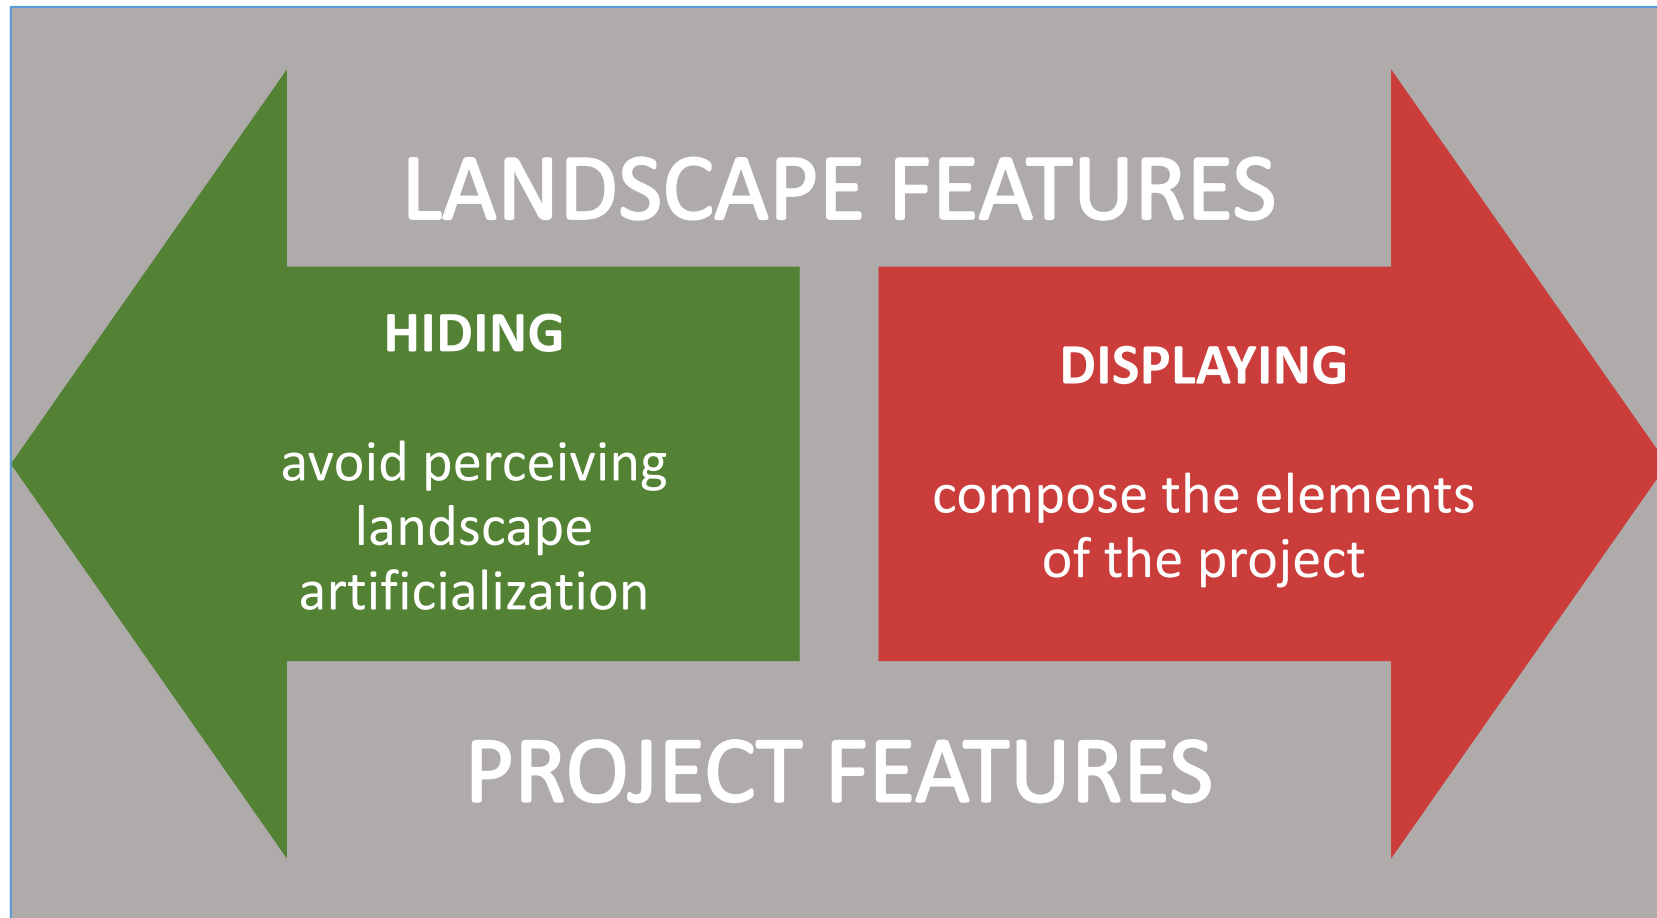 LANDSCAPE FEATURES
HIDING
avoid perceiving
landscape
artificialization
DISPLAYING
compose the elements
of the project
PROJECT FEATURES